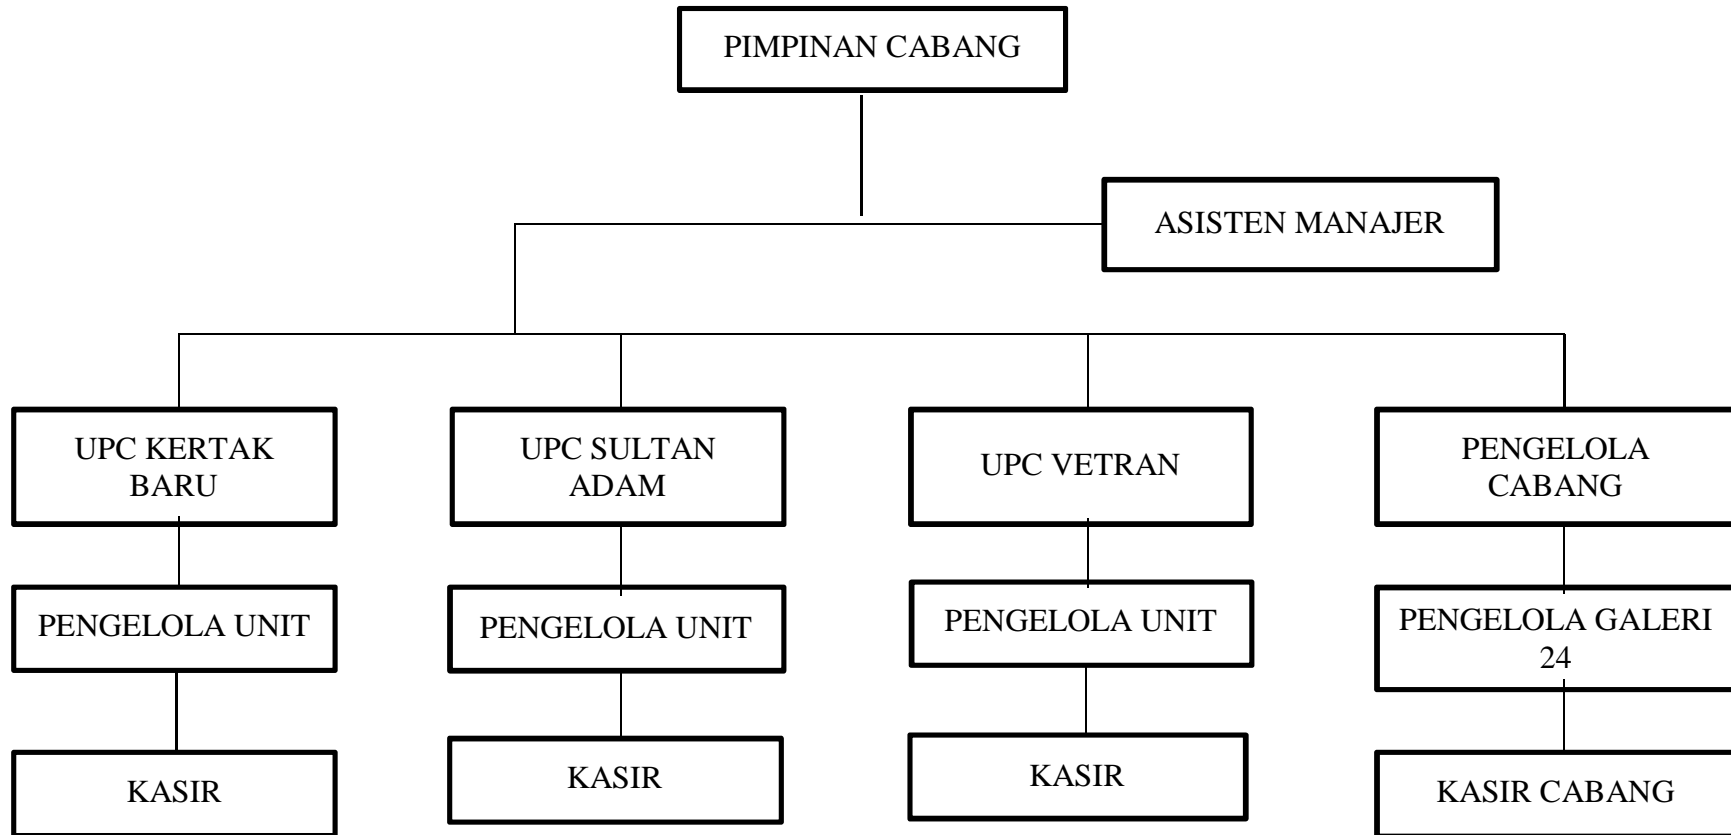 PIMPINAN CABANG
ASISTEN MANAJER
UPC KERTAK
BARU
UPC SULTAN
ADAM
UPC VETRAN
PENGELOLA
CABANG
PENGELOLA UNIT
PENGELOLA UNIT
PENGELOLA UNIT
PENGELOLA GALERI
24
KASIR
KASIR
KASIR
KASIR CABANG